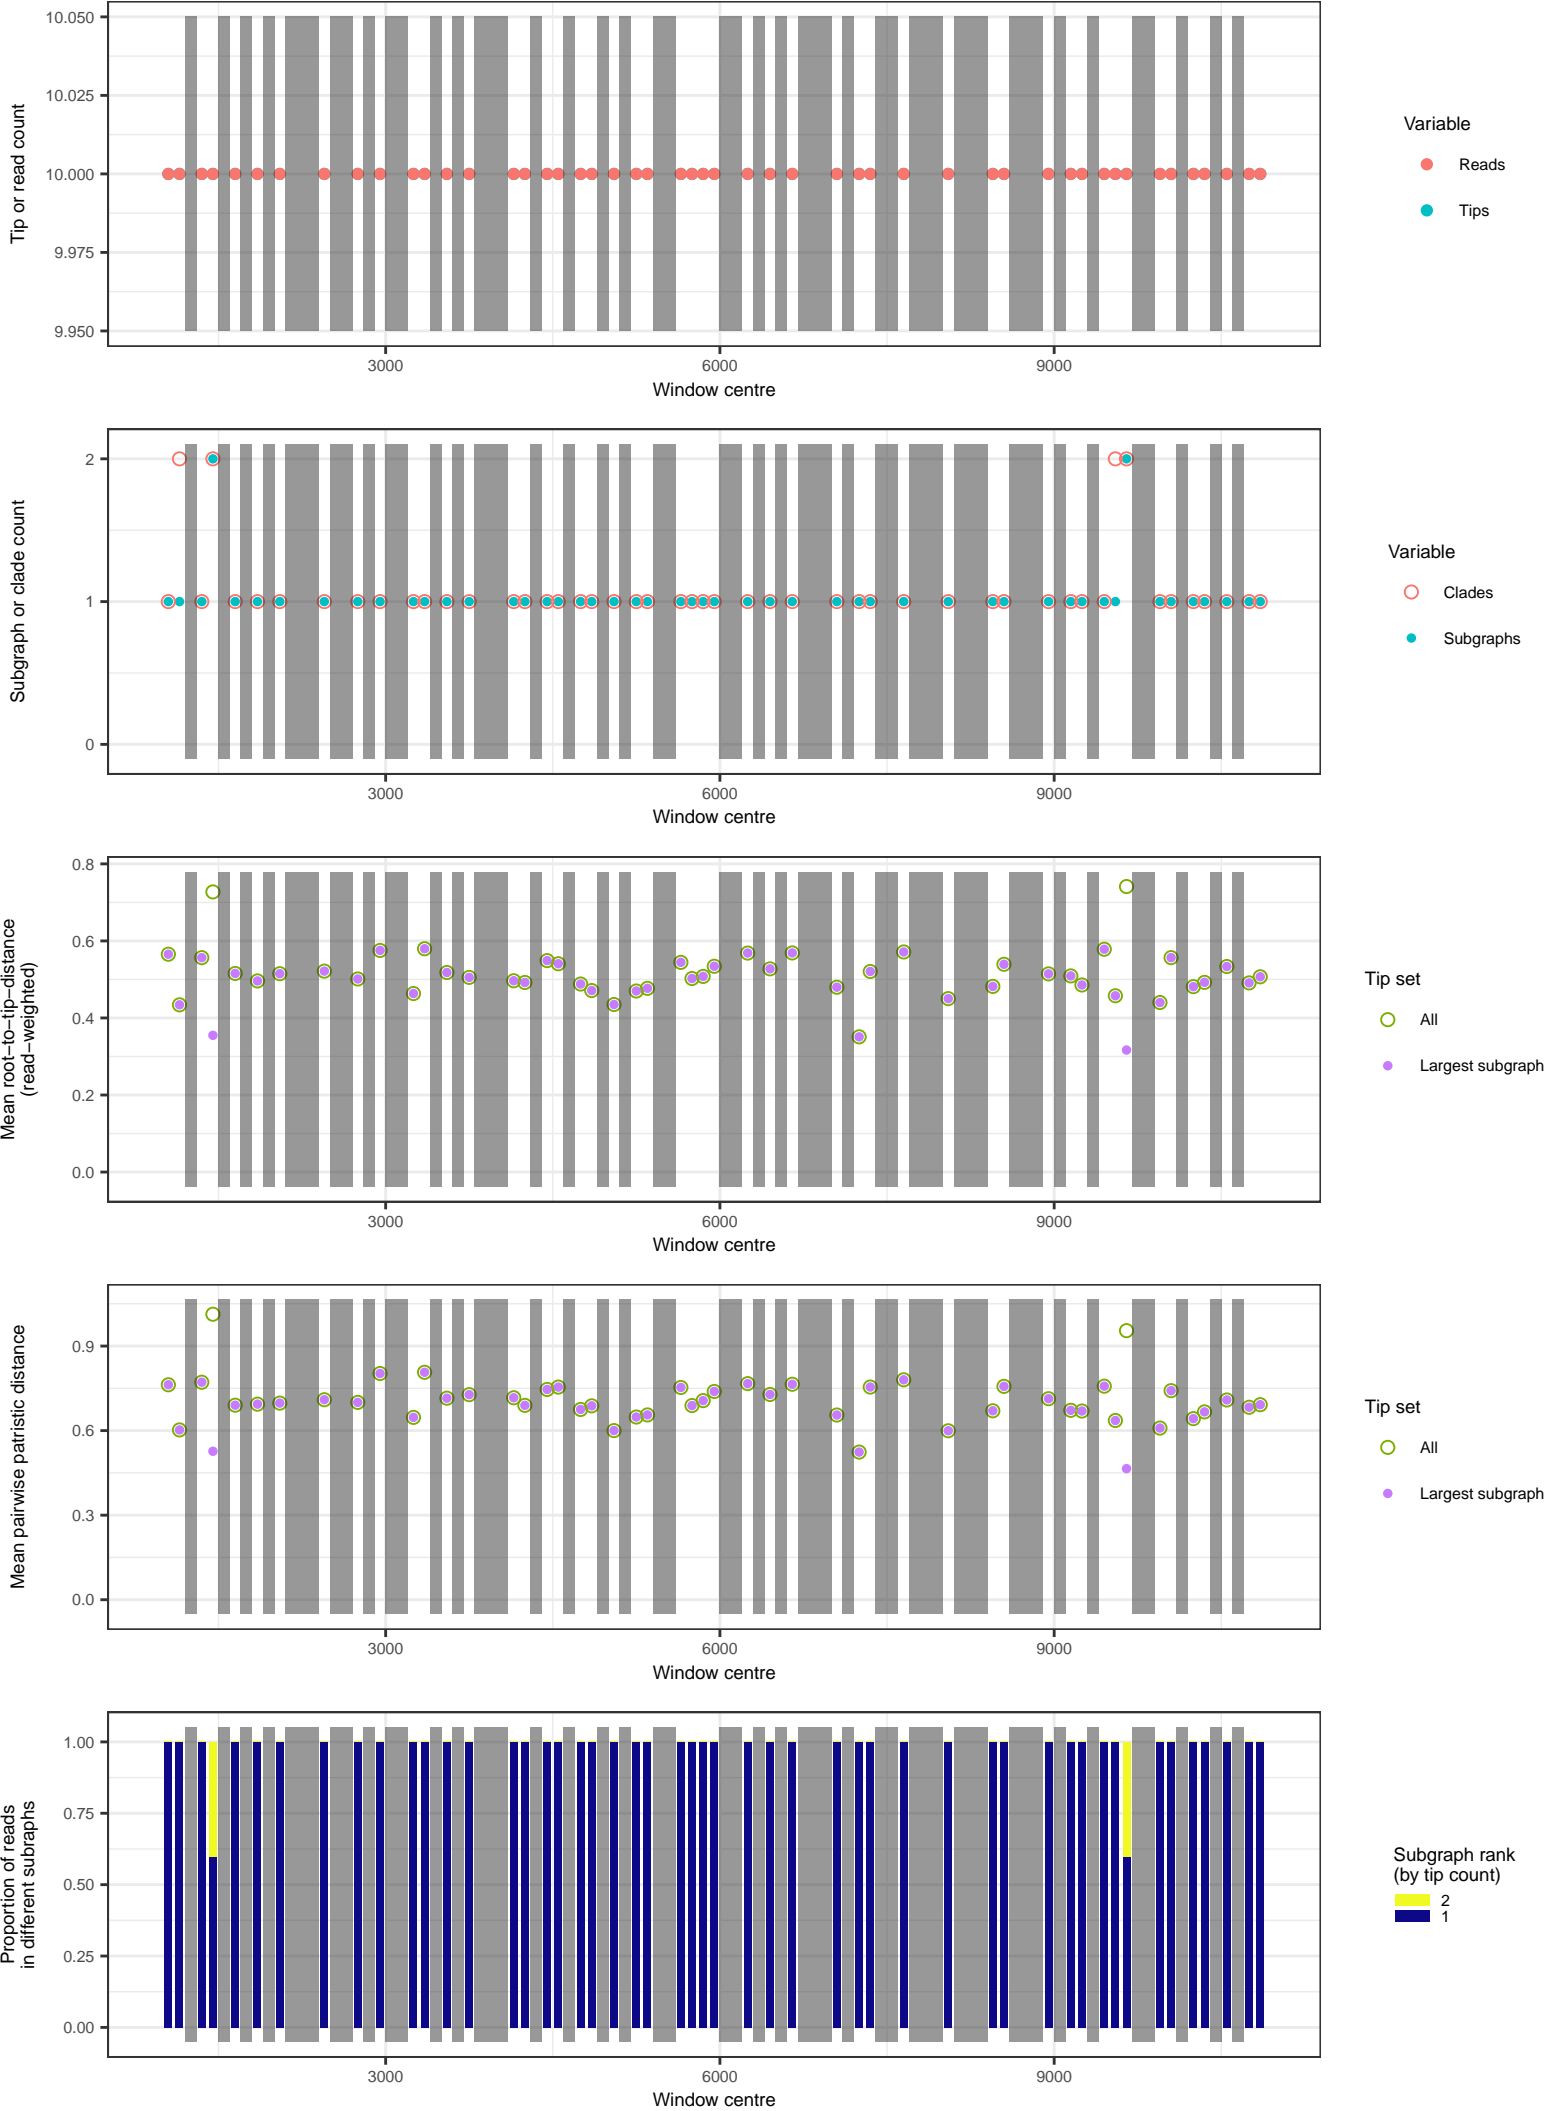 10.050
10.025
10.000
9.975
9.950
Tip or read count
3000
6000
9000
Window centre
Variable
Reads
Tips
2
1
0
Subgraph or clade count
3000
6000
9000
Window centre
Variable
Clades
Subgraphs
0.8
0.6
0.4
0.2
0.0
Mean root−to−tip−distance
(read−weighted)
3000
6000
9000
Window centre
Tip set
All
Largest subgraph
0.9
0.6
0.3
0.0
Mean pairwise patristic distance
3000
6000
9000
Window centre
Tip set
All
Largest subgraph
1.00
0.75
0.50
0.25
0.00
Proportion of reads
in different subraphs
3000
6000
9000
Window centre
Subgraph rank
(by tip count)
2
1